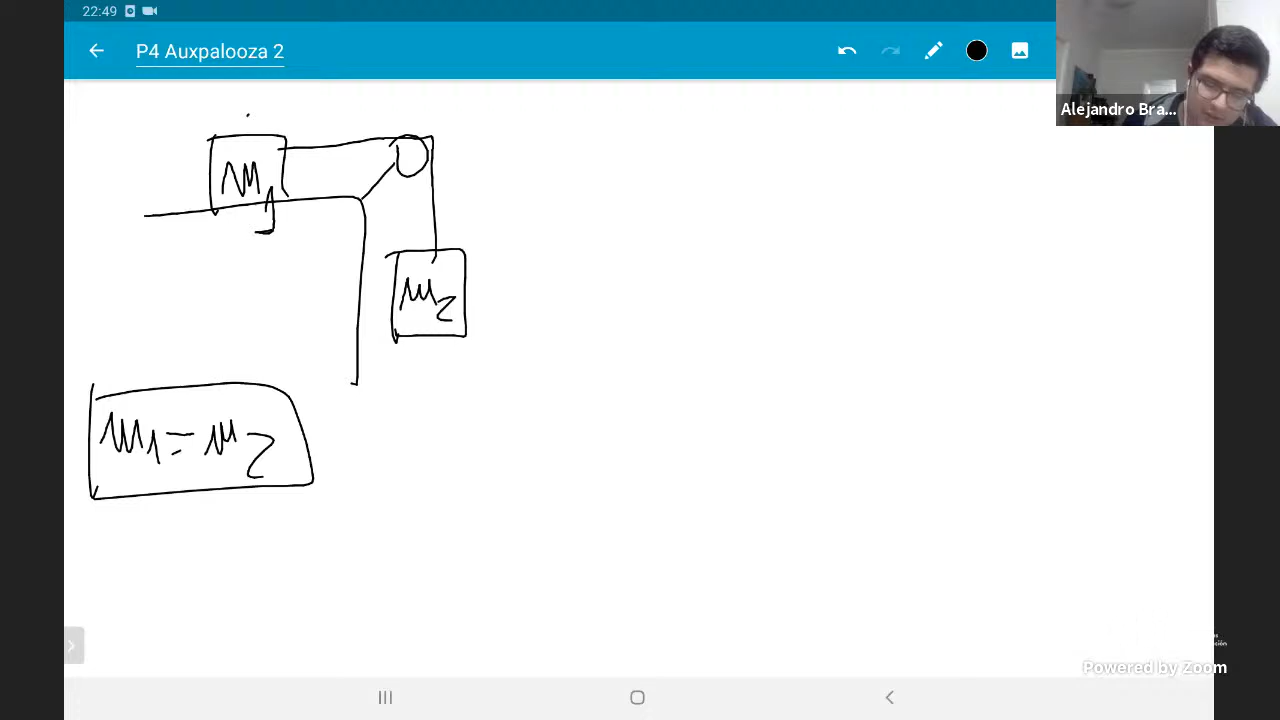 22:49
P4 Auxpalooza 2
Alejandro Bra...
m1
m2
m1 = m2
Powered by Zoom